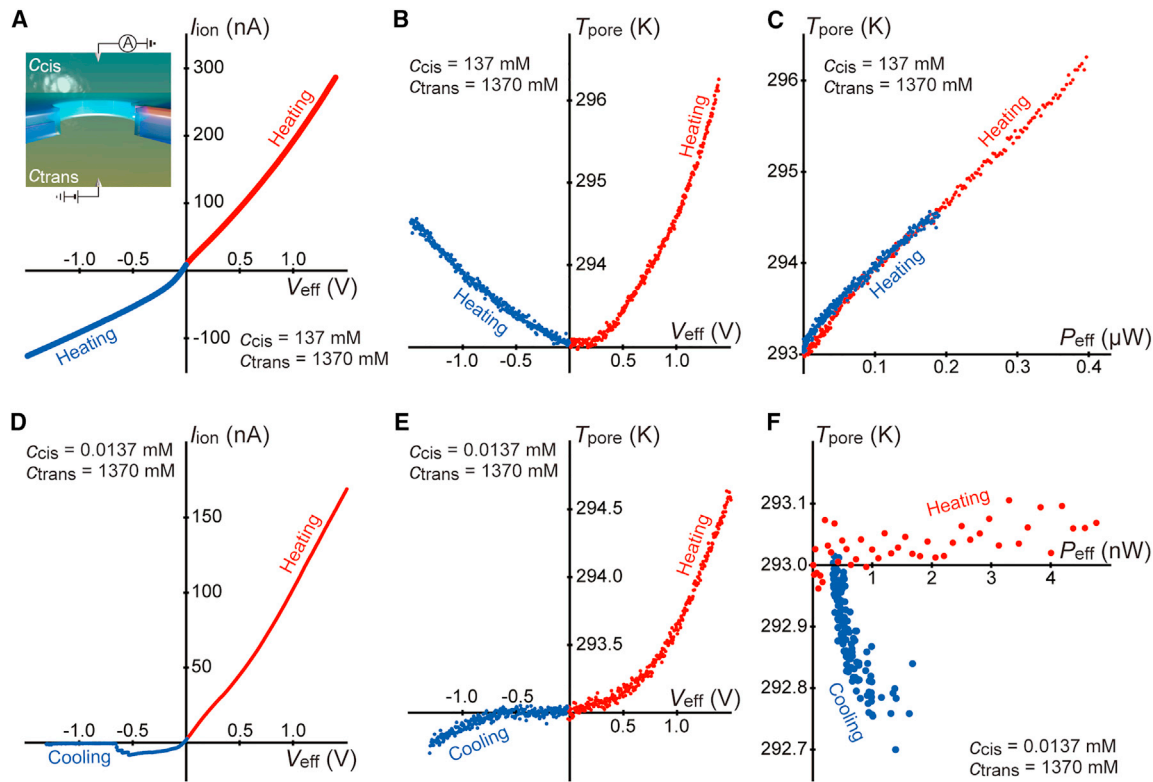 A
I_ion (nA)
A
C_cis
C_trans
300
200
100
-1.0
-0.5
0.5
1.0
V_eff (V)
-100
Heating
Heating
C_cis = 137 mM
C_trans = 1370 mM
B
T_pore (K)
C_cis = 137 mM
C_trans = 1370 mM
296
295
294
Heating
Heating
-1.0
-0.5
0.5
1.0
V_eff (V)
C
T_pore (K)
C_cis = 137 mM
C_trans = 1370 mM
296
295
294
293
Heating
Heating
0.1
0.2
0.3
0.4
P_eff (μW)
D
I_ion (nA)
C_cis = 0.0137 mM
C_trans = 1370 mM
150
100
50
Heating
Cooling
-1.0
-0.5
0.5
1.0
V_eff (V)
E
T_pore (K)
C_cis = 0.0137 mM
C_trans = 1370 mM
294.5
294.0
293.5
Heating
Cooling
-1.0
-0.5
0.5
1.0
V_eff (V)
F
T_pore (K)
293.1
293.0
292.9
292.8
292.7
Heating
Cooling
1
2
3
4
P_eff (nW)
C_cis = 0.0137 mM
C_trans = 1370 mM